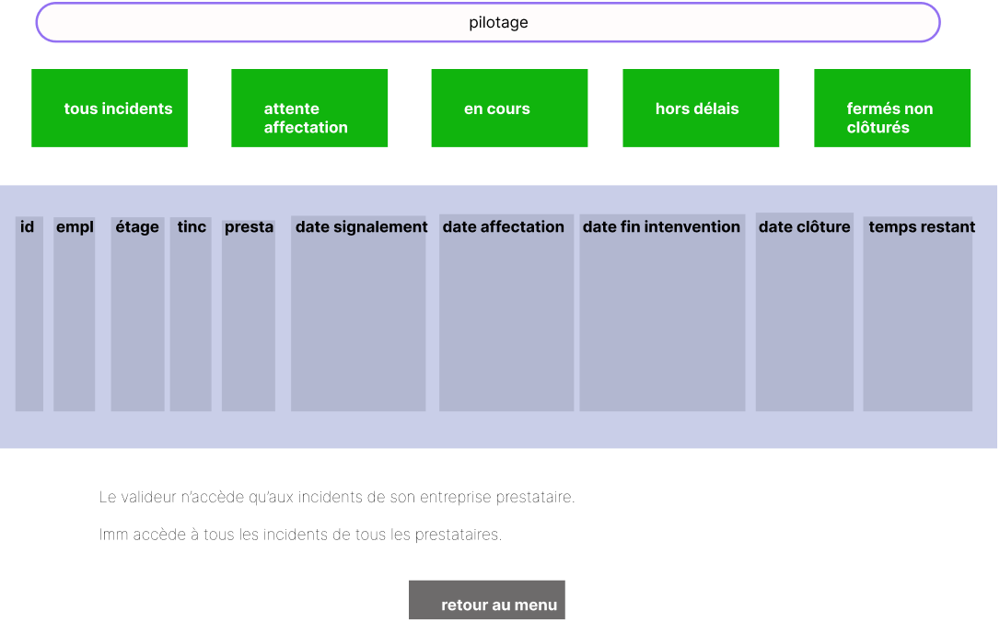 pilotage
tous incidents
attente
affectation
en cours
hors délais
fermés non
clôturés
id empl étage tinc presta date signalement date affectation date fin intenvention date clôture temps restant
Le valideur n’accède qu’aux incidents de son entreprise prestataire.
Imm accède à tous les incidents de tous les prestataires.
retour au menu